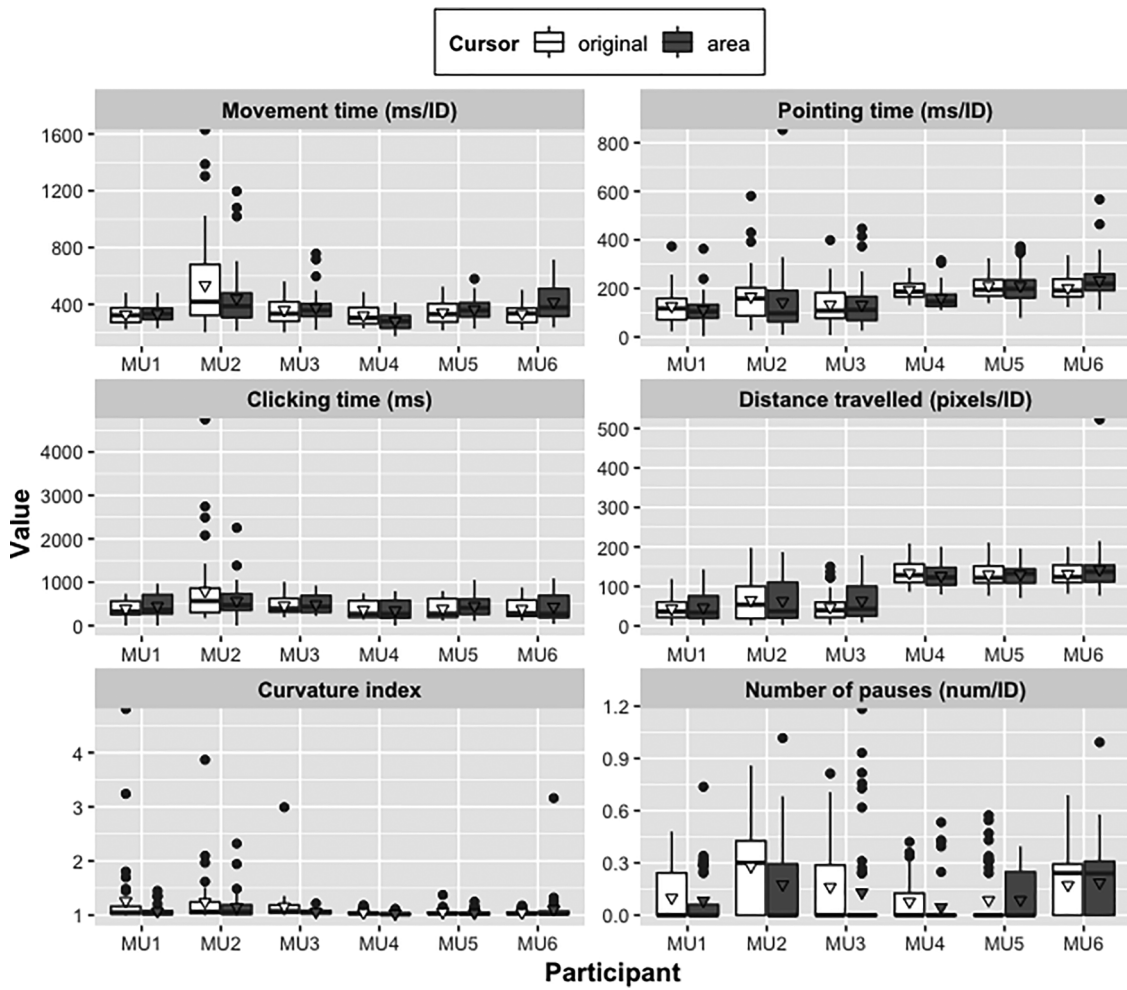 Cursor original area
Movement time (ms/ID)
1600
1200
800
400
MU1 MU2 MU3 MU4 MU5 MU6
Pointing time (ms/ID)
800
600
400
200
0
MU1 MU2 MU3 MU4 MU5 MU6
Clicking time (ms)
4000
3000
2000
1000
0
MU1 MU2 MU3 MU4 MU5 MU6
Distance travelled (pixels/ID)
500
400
300
200
100
0
MU1 MU2 MU3 MU4 MU5 MU6
Curvature index
4
3
2
1
MU1 MU2 MU3 MU4 MU5 MU6
Number of pauses (num/ID)
1.2
0.9
0.6
0.3
0.0
MU1 MU2 MU3 MU4 MU5 MU6
Value
Participant